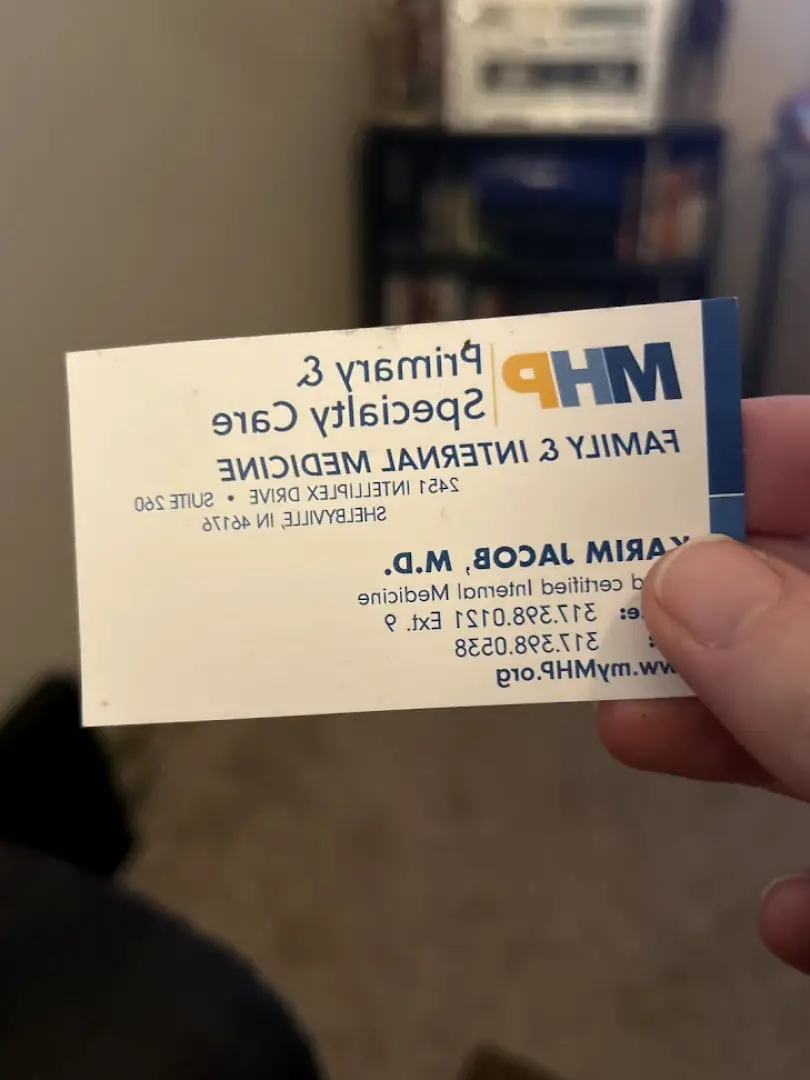 MHP
Primary &
Specialty Care
FAMILY & INTERNAL MEDICINE
2451 INTELLIPLEX DRIVE • SUITE 260
SHELBYVILLE, IN 46176
KARIM JACOB, M.D.
certified Internal Medicine
317.398.0121 Ext. 9
317.398.0538
www.myMHP.org